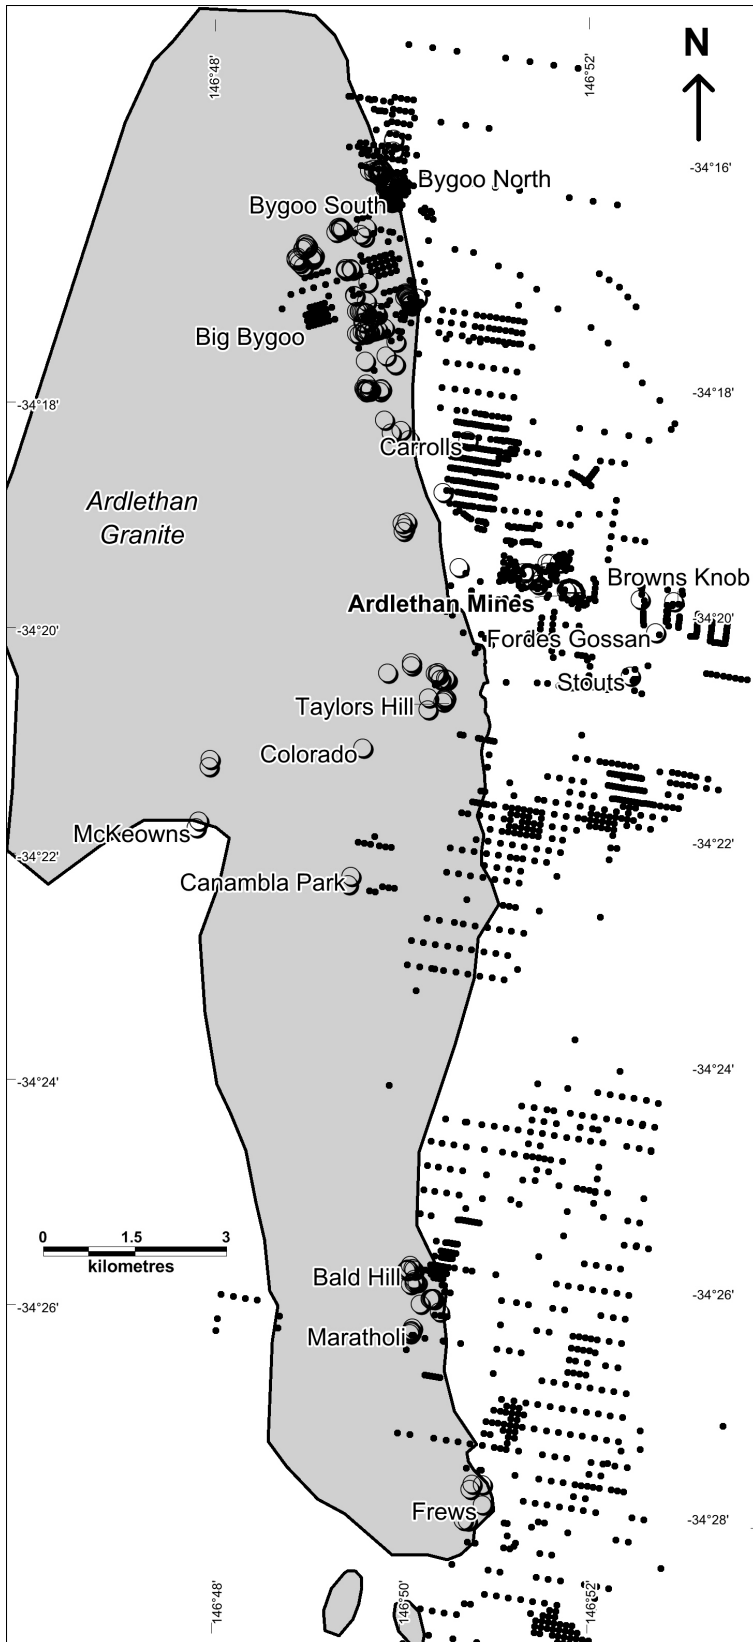 146°48'
146°52'
N
-34°16'
Bygoo North
Bygoo South
Big Bygoo
-34°18'
-34°18'
Carrolls
Ardlethan
Granite
Browns Knob
Ardlethan Mines
-34°20'
-34°20'
Fordes Gossan
Stouts
Taylors Hill
Colorado
McKeowns
-34°22'
-34°22'
Canambla Park
-34°24'
-34°24'
0 1.5 3
kilometres
Bald Hill
-34°26'
-34°26'
Maratholi
Frews
-34°28'
146°48'
146°50'
146°52'